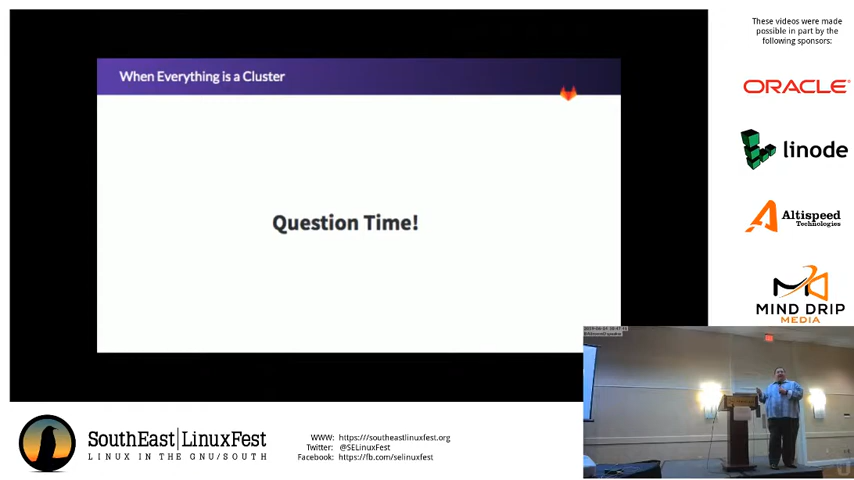 When Everything is a Cluster
Question Time!
These videos were made
possible in part by the
following sponsors:
ORACLE
linode
Altispeed
Technologies
MIND DRIP
MEDIA
SouthEast|LinuxFest
LINUX IN THE GNU/SOUTH
WWW: https:///southeastlinuxfest.org
Twitter: @SELinuxFest
Facebook: https://fb.com/selinuxfest